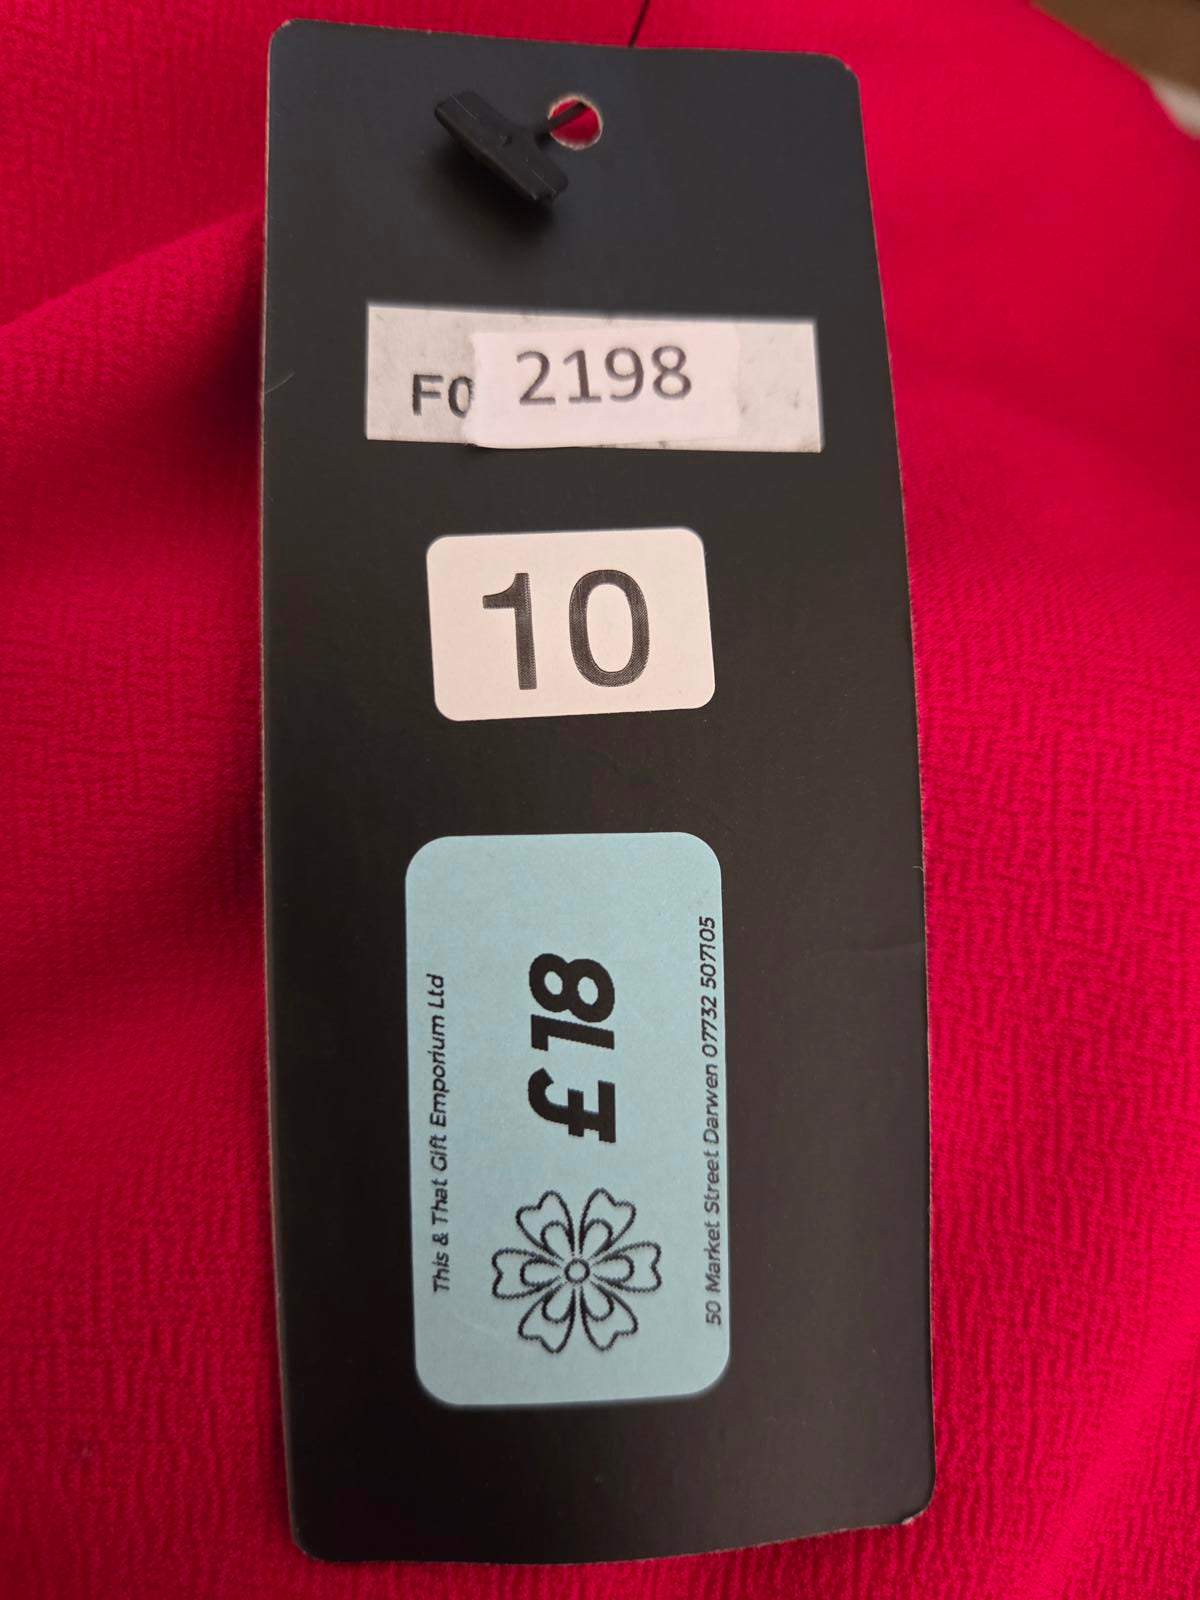 F0 2198
10
This & That Gift Emporium Ltd
£18
50 Market Street Darwen 07732 507105